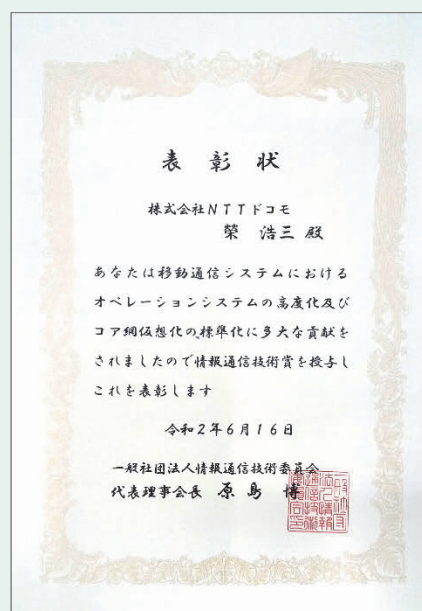 表彰状
株式会社NTTドコモ
榮 浩三 殿
あなたは移動通信システムにおける
オペレーションシステムの高度化及び
コア網仮想化の標準化に多大な貢献を
されましたので情報通信技術賞を授与し
これを表彰します
令和2年6月16日
一般社団法人情報通信技術委員会
代表理事会長 原島 博